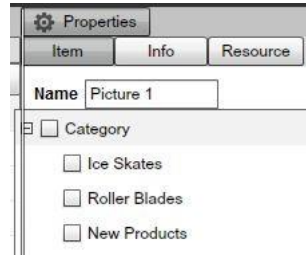 Properties
Item Info Resource
Name Picture 1
Category
Ice Skates
Roller Blades
New Products